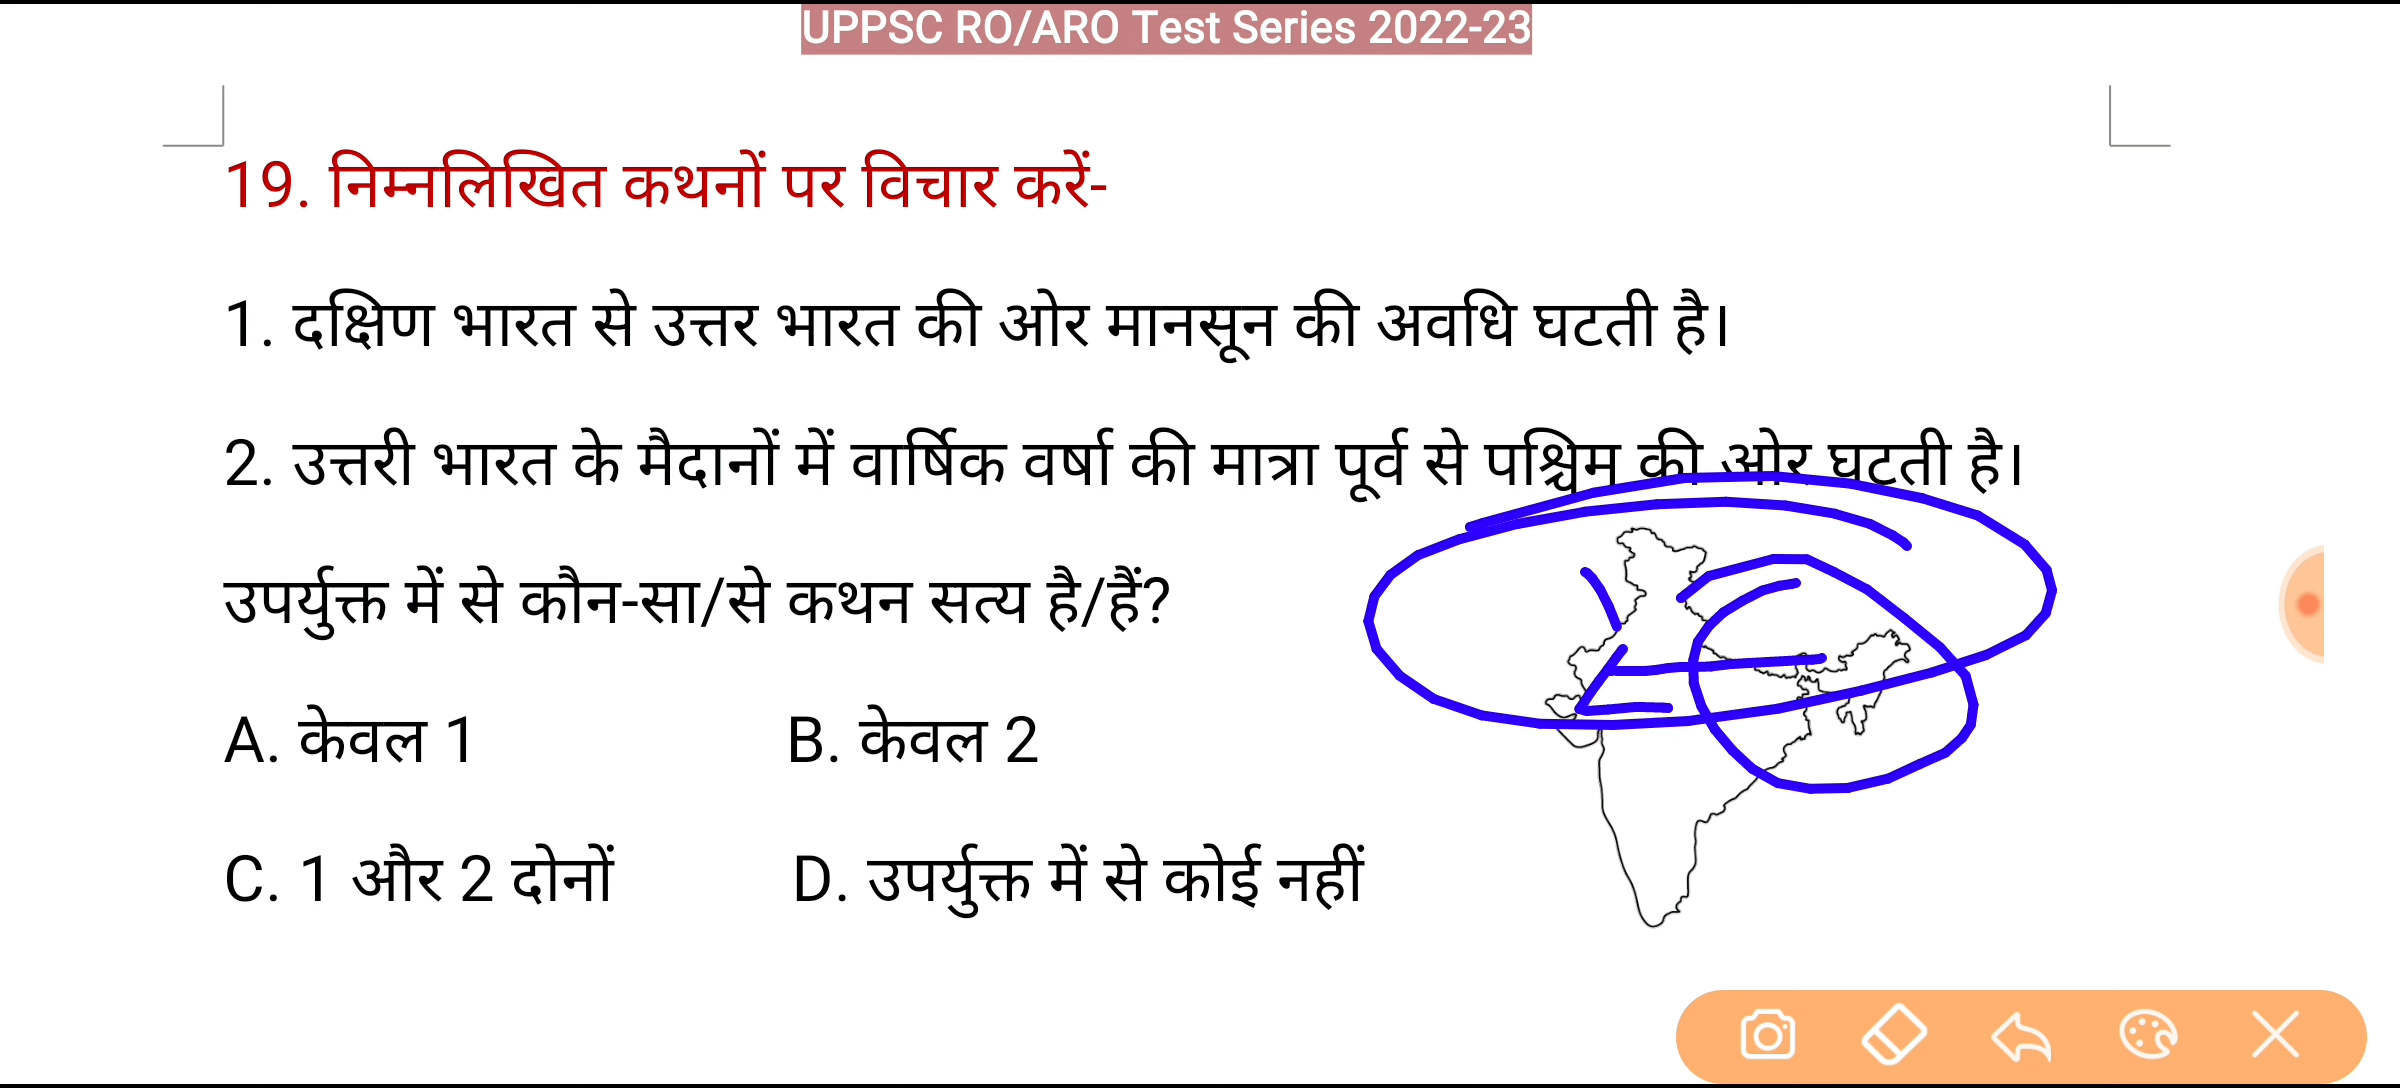 UPPSC RO/ARO Test Series 2022-23
19. निम्नलिखित कथनों पर विचार करें-
1. दक्षिण भारत से उत्तर भारत की ओर मानसून की अवधि घटती है।
2. उत्तरी भारत के मैदानों में वार्षिक वर्षा की मात्रा पूर्व से पश्चिम की ओर घटती है।
उपर्युक्त में से कौन-सा/से कथन सत्य है/हैं?
A. केवल 1 B. केवल 2
C. 1 और 2 दोनों D. उपर्युक्त में से कोई नहीं